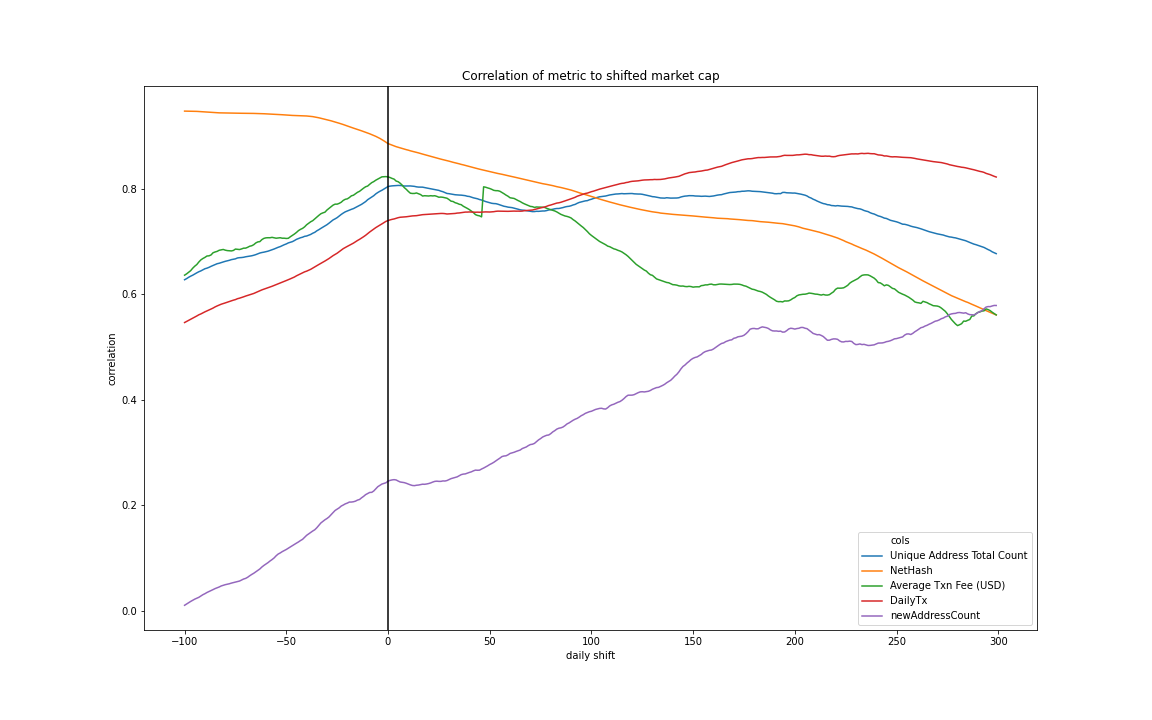 Correlation of metric to shifted market cap
correlation
0.8
0.6
0.4
0.2
0.0
−100
−50
0
50
100
150
200
250
300
daily shift
cols
Unique Address Total Count
NetHash
Average Txn Fee (USD)
DailyTx
newAddressCount